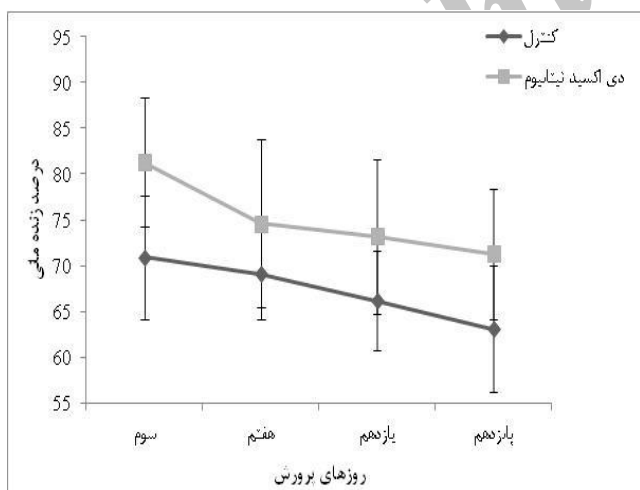 95
90
85
80
75
70
65
60
55
درصد زنده مانی
کنترل
دی اکسید تیتانیوم
سوم
هفتم
یازدهم
پانزدهم
روزهای پرورش